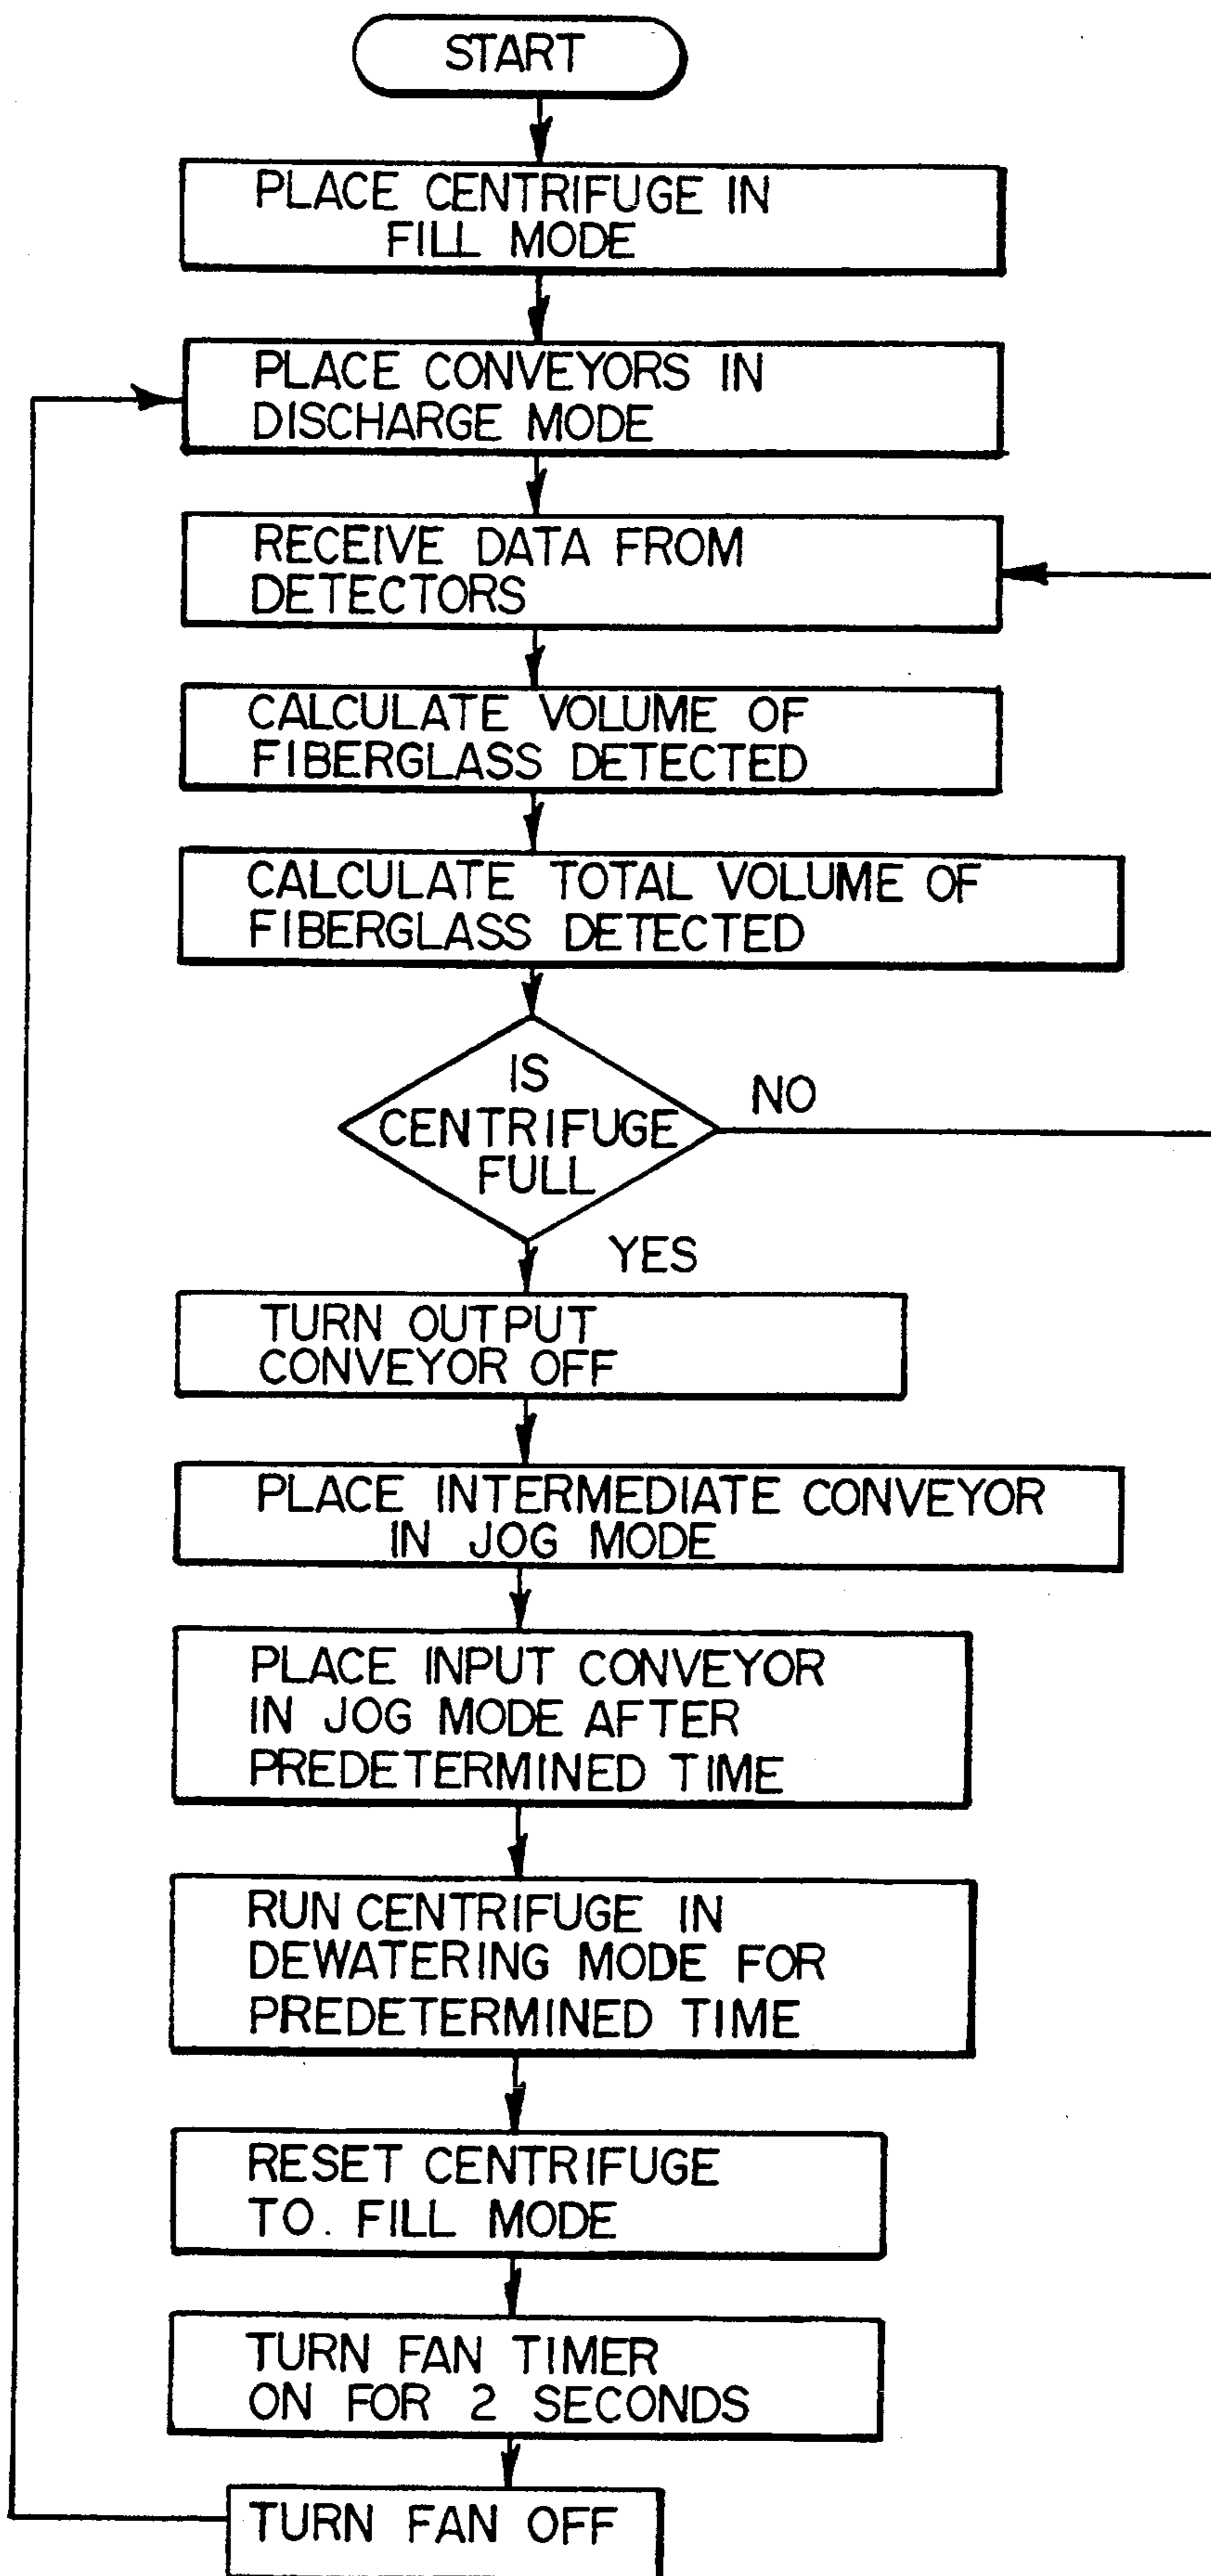 START
PLACE CENTRIFUGE IN
FILL MODE
PLACE CONVEYORS IN
DISCHARGE MODE
RECEIVE DATA FROM
DETECTORS
CALCULATE VOLUME OF
FIBERGLASS DETECTED
CALCULATE TOTAL VOLUME OF
FIBERGLASS DETECTED
IS
CENTRIFUGE
FULL
NO
YES
TURN OUTPUT
CONVEYOR OFF
PLACE INTERMEDIATE CONVEYOR
IN JOG MODE
PLACE INPUT CONVEYOR
IN JOG MODE AFTER
PREDETERMINED TIME
RUN CENTRIFUGE IN
DEWATERING MODE FOR
PREDETERMINED TIME
RESET CENTRIFUGE
TO FILL MODE
TURN FAN TIMER
ON FOR 2 SECONDS
TURN FAN OFF